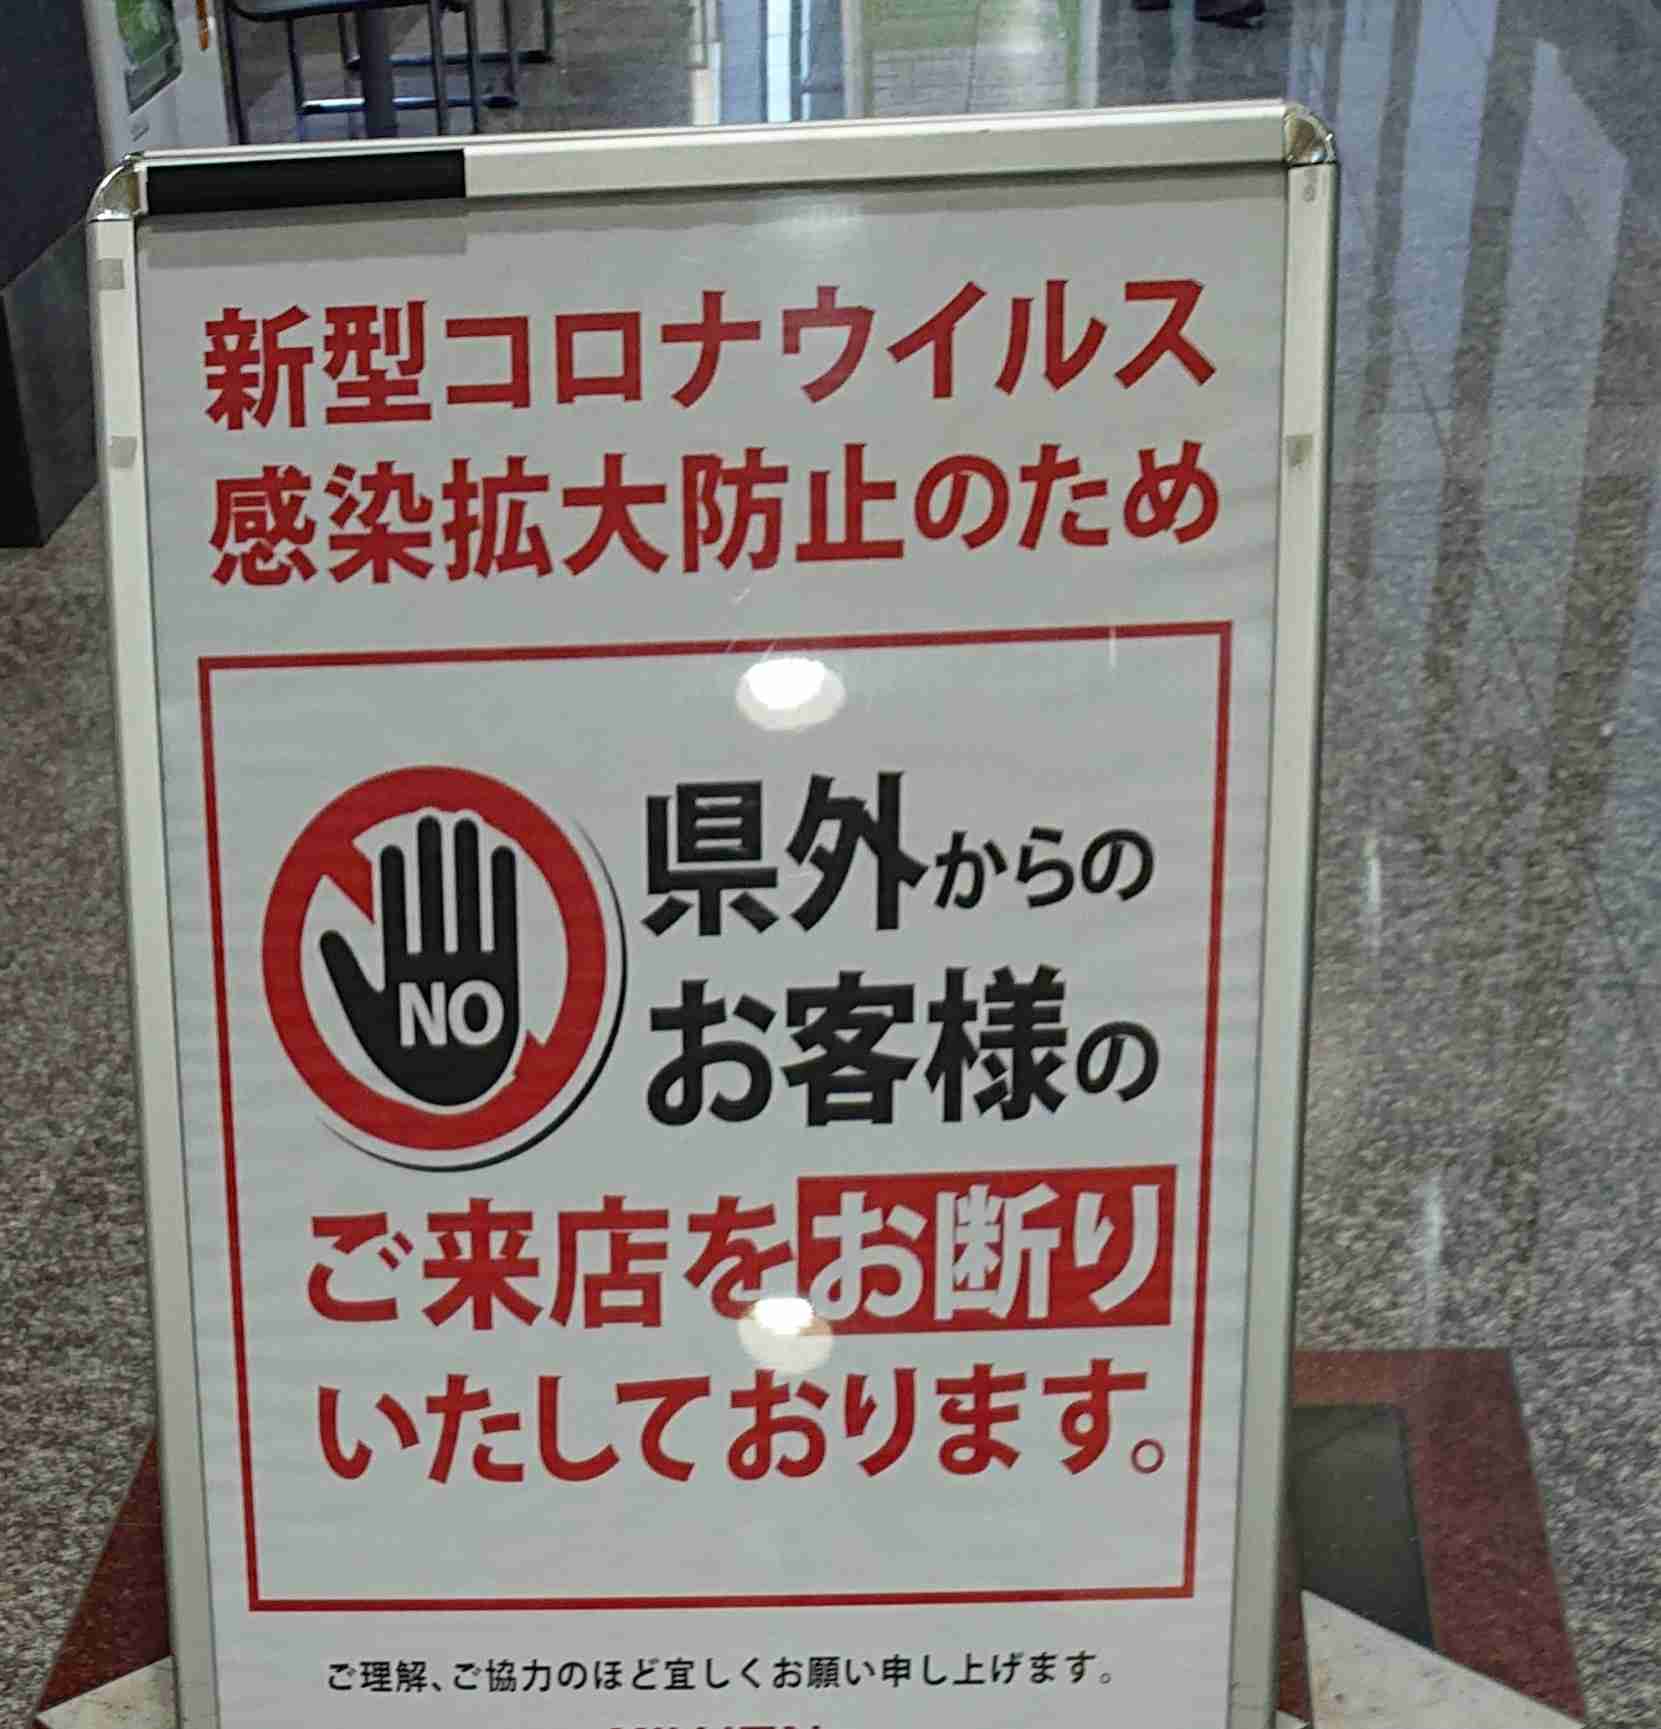 新型コロナウイルス
感染拡大防止のため
NO
県外からの
お客様の
ご来店をお断り
いたしております。
ご理解、ご協力のほど宜しくお願い申し上げます。